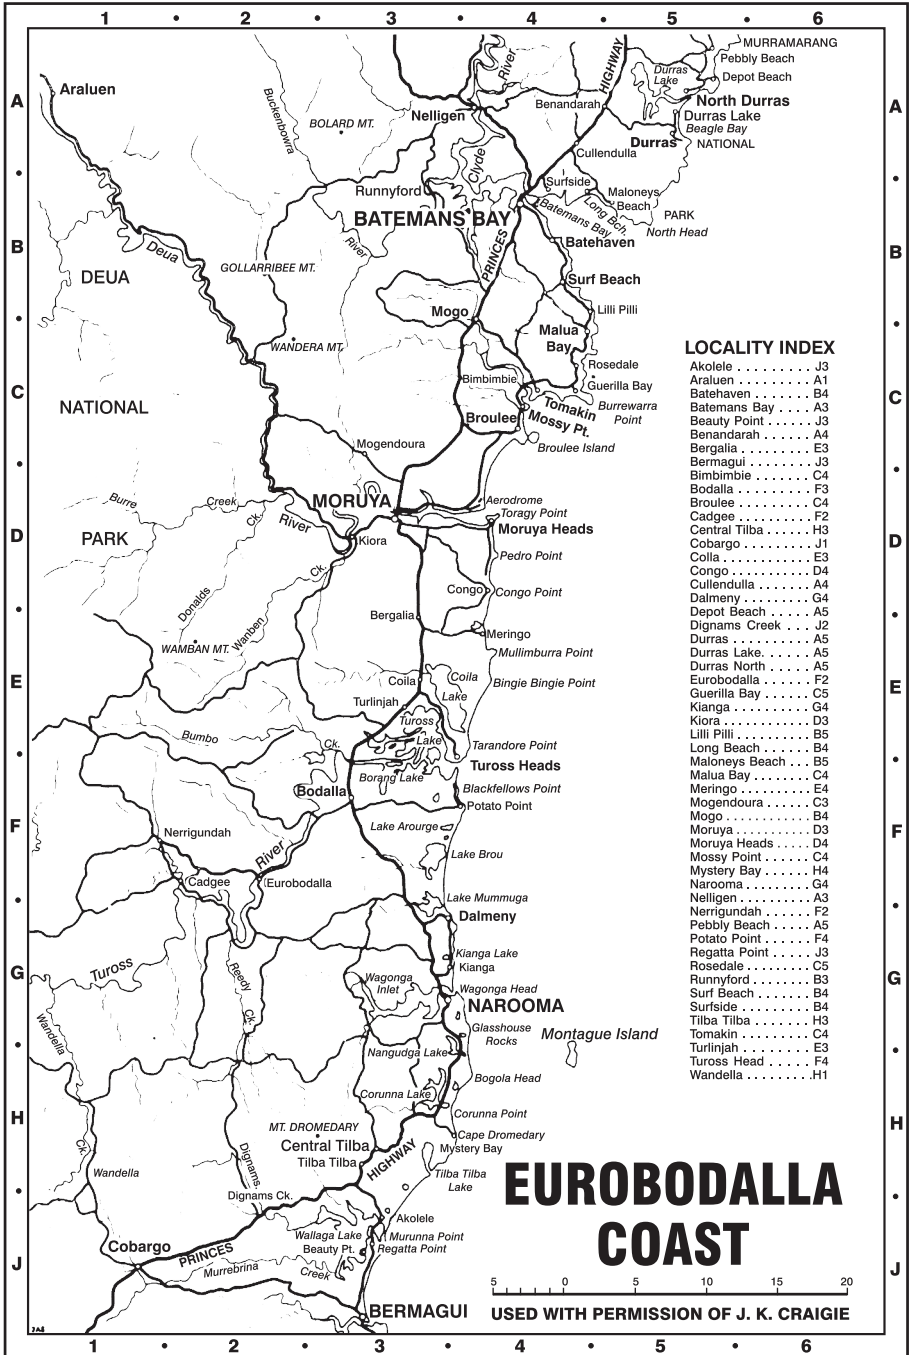 1 • 2 • 3 • 4 • 5 • 6
A
•
B
•
C
•
D
•
E
•
F
•
G
•
H
•
J
A
•
B
•
C
•
D
•
E
•
F
•
G
•
H
•
J
Araluen
Buckenbowra
BOLARD MT.
Nelligen
River
HIGHWAY
Benandarah
Durras
Lake
MURRAMARANG
Pebbly Beach
Depot Beach
North Durras
Durras Lake
Beagle Bay
Durras
NATIONAL
Cullendulla
Clyde
Runnyford
Surfside
Maloneys
Beach
Long Bch.
PARK
North Head
BATEMANS BAY
Batemans Bay
River
Batehaven
PRINCES
Deua
DEUA
GOLLARRIBEE MT.
Surf Beach
Mogo
Lilli Pilli
Malua
Bay
WANDERA MT.
Rosedale
Bimbimbie
Guerilla Bay
NATIONAL
Tomakin
Burrewarra
Point
Broulee
Mossy Pt.
Broulee Island
Mogendoura
Burre
Creek
Ck.
River
MORUYA
Aerodrome
Toragy Point
Moruya Heads
PARK
Kiora
Pedro Point
Ck.
Donalds
Congo
Congo Point
Bergalia
Wanben
WAMBAN MT.
Meringo
Mullimburra Point
Coila
Coila
Lake
Bingie Bingie Point
Turlinjah
Tuross
Lake
Bumbo
Ck.
Tarandore Point
Tuross Heads
Borang Lake
Bodalla
Blackfellows Point
Potato Point
Nerrigundah
Lake Arourge
River
Lake Brou
Cadgee
Eurobodalla
Lake Mummuga
Dalmeny
Kianga Lake
Kianga
Tuross
Reedy
Ck.
Wagonga
Inlet
Wagonga Head
NAROOMA
Wandella
Glasshouse
Rocks
Montague Island
Nangudga Lake
Bogola Head
Corunna Lake
Corunna Point
MT. DROMEDARY
Cape Dromedary
Central Tilba
Mystery Bay
Tilba Tilba
HIGHWAY
Ck.
Wandella
Dignams
Tilba Tilba
Lake
Dignams Ck.
Akolele
Wallaga Lake
Murunna Point
Beauty Pt.
Regatta Point
Cobargo
PRINCES
Murrebrina
Creek
BERMAGUI
LOCALITY INDEX
Akolele . . . . . . . . . . J3
Araluen . . . . . . . . . . A1
Batehaven . . . . . . . B4
Batemans Bay . . . . A3
Beauty Point . . . . . . J3
Benandarah . . . . . . A4
Bergalia . . . . . . . . . . E3
Bermagui . . . . . . . . . J3
Bimbimbie . . . . . . . . C4
Bodalla . . . . . . . . . . F3
Broulee . . . . . . . . . . C4
Cadgee . . . . . . . . . . F2
Central Tilba . . . . . . H3
Cobargo . . . . . . . . . J1
Colla . . . . . . . . . . . . E3
Congo . . . . . . . . . . . D4
Cullendulla . . . . . . . A4
Dalmeny . . . . . . . . . G4
Depot Beach . . . . . . A5
Dignams Creek . . . J2
Durras . . . . . . . . . . . A5
Durras Lake. . . . . . . A5
Durras North . . . . . . A5
Eurobodalla . . . . . . . F2
Guerilla Bay . . . . . . C5
Kianga . . . . . . . . . . . G4
Kiora . . . . . . . . . . . . D3
Lilli Pilli . . . . . . . . . . B5
Long Beach . . . . . . . B4
Maloneys Beach . . . B5
Malua Bay . . . . . . . . C4
Meringo . . . . . . . . . . E4
Mogendoura . . . . . . C3
Mogo . . . . . . . . . . . . B4
Moruya . . . . . . . . . . D3
Moruya Heads . . . . . D4
Mossy Point . . . . . . . C4
Mystery Bay . . . . . . H4
Narooma . . . . . . . . . G4
Nelligen . . . . . . . . . . A3
Nerrigundah . . . . . . F2
Pebbly Beach . . . . . A5
Potato Point . . . . . . . F4
Regatta Point . . . . . J3
Rosedale . . . . . . . . . C5
Runnyford . . . . . . . . B3
Surf Beach . . . . . . . B4
Surfside . . . . . . . . . . B4
Tilba Tilba . . . . . . . . H3
Tomakin . . . . . . . . . C4
Turlinjah . . . . . . . . . E3
Tuross Head . . . . . . F4
Wandella . . . . . . . . .H1
EUROBODALLA
COAST
5 0 5 10 15 20
USED WITH PERMISSION OF J. K. CRAIGIE
1 • 2 • 3 • 4 • 5 • 6